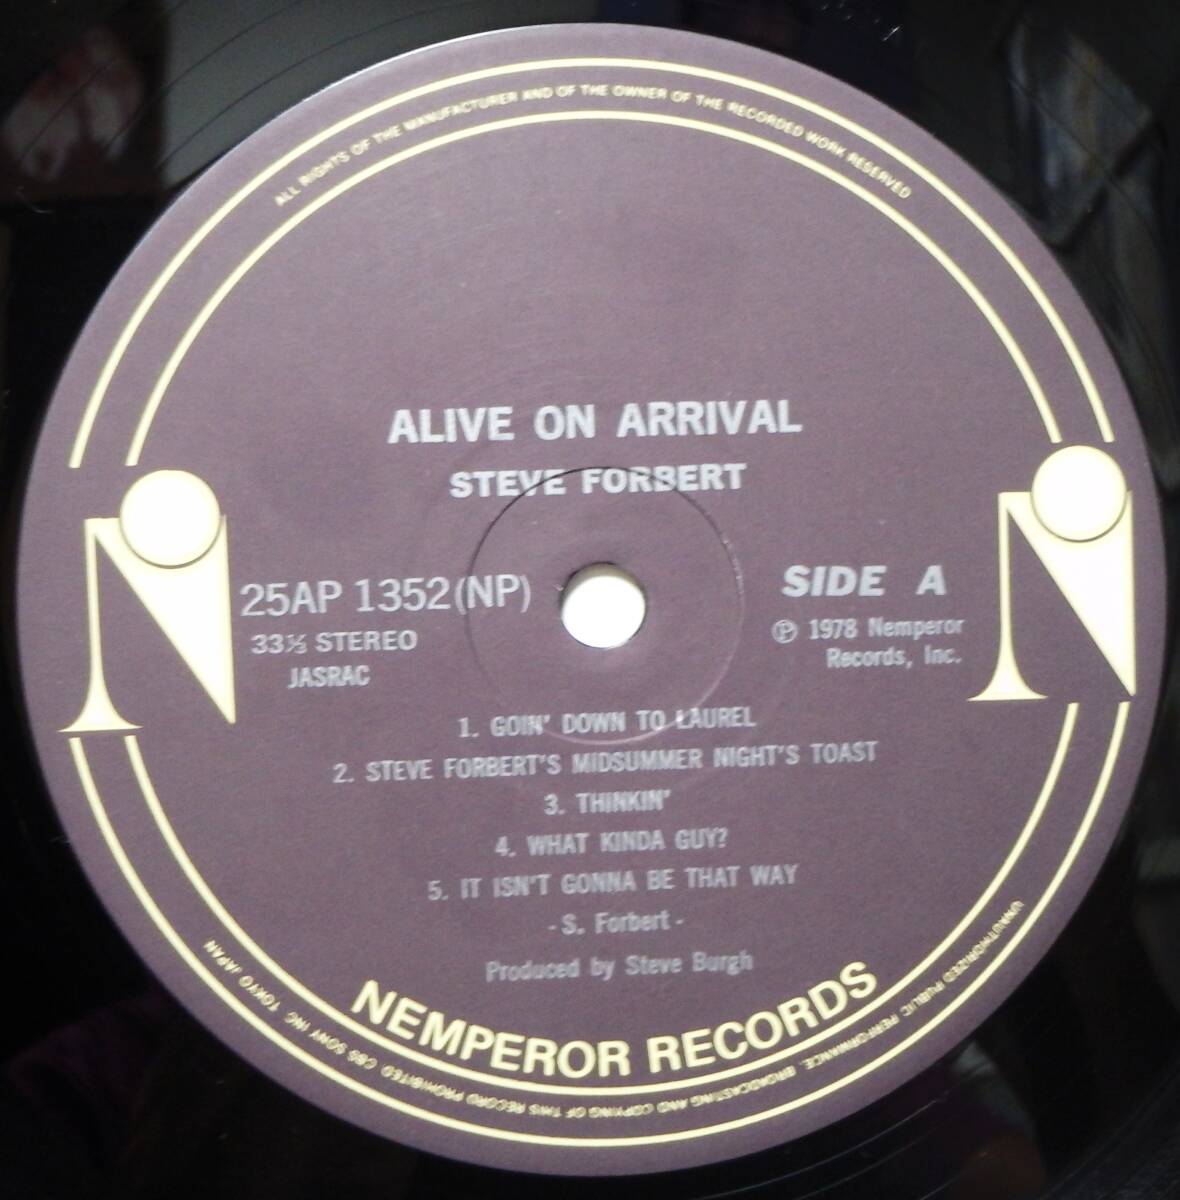 ALL RIGHTS OF THE MANUFACTURER AND OF THE OWNER OF THE RECORDED WORK RESERVED
ALIVE ON ARRIVAL
STEVE FORBERT
25AP 1352(NP)
33⅓ STEREO
JASRAC
SIDE A
Ⓟ 1978 Nemperor
Records, Inc.
1. GOIN' DOWN TO LAUREL
2. STEVE FORBERT'S MIDSUMMER NIGHT'S TOAST
3. THINKIN'
4. WHAT KINDA GUY?
5. IT ISN'T GONNA BE THAT WAY
- S. Forbert -
Produced by Steve Burgh
NEMPEROR RECORDS
UNAUTHORIZED PUBLIC PERFORMANCE, BROADCASTING AND COPYING OF THIS RECORD PROHIBITED CBS SONY INC. TOKYO JAPAN